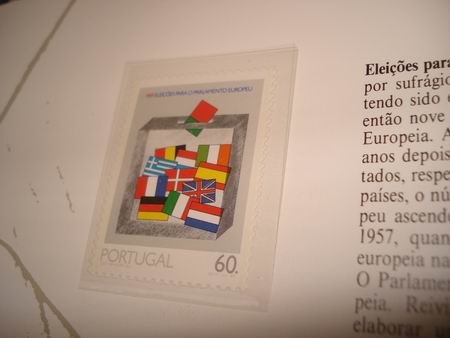 1989 ELEIÇÕES PARA O PARLAMENTO EUROPEU
PORTUGAL 60.
Eleições para
por sufrágio
tendo sido
então nove
Europeia. A
anos depois
tados, respe
países, o nú
peu ascende
1957, quan
europeia na
O Parlamen
peia. Reivi
elaborar u